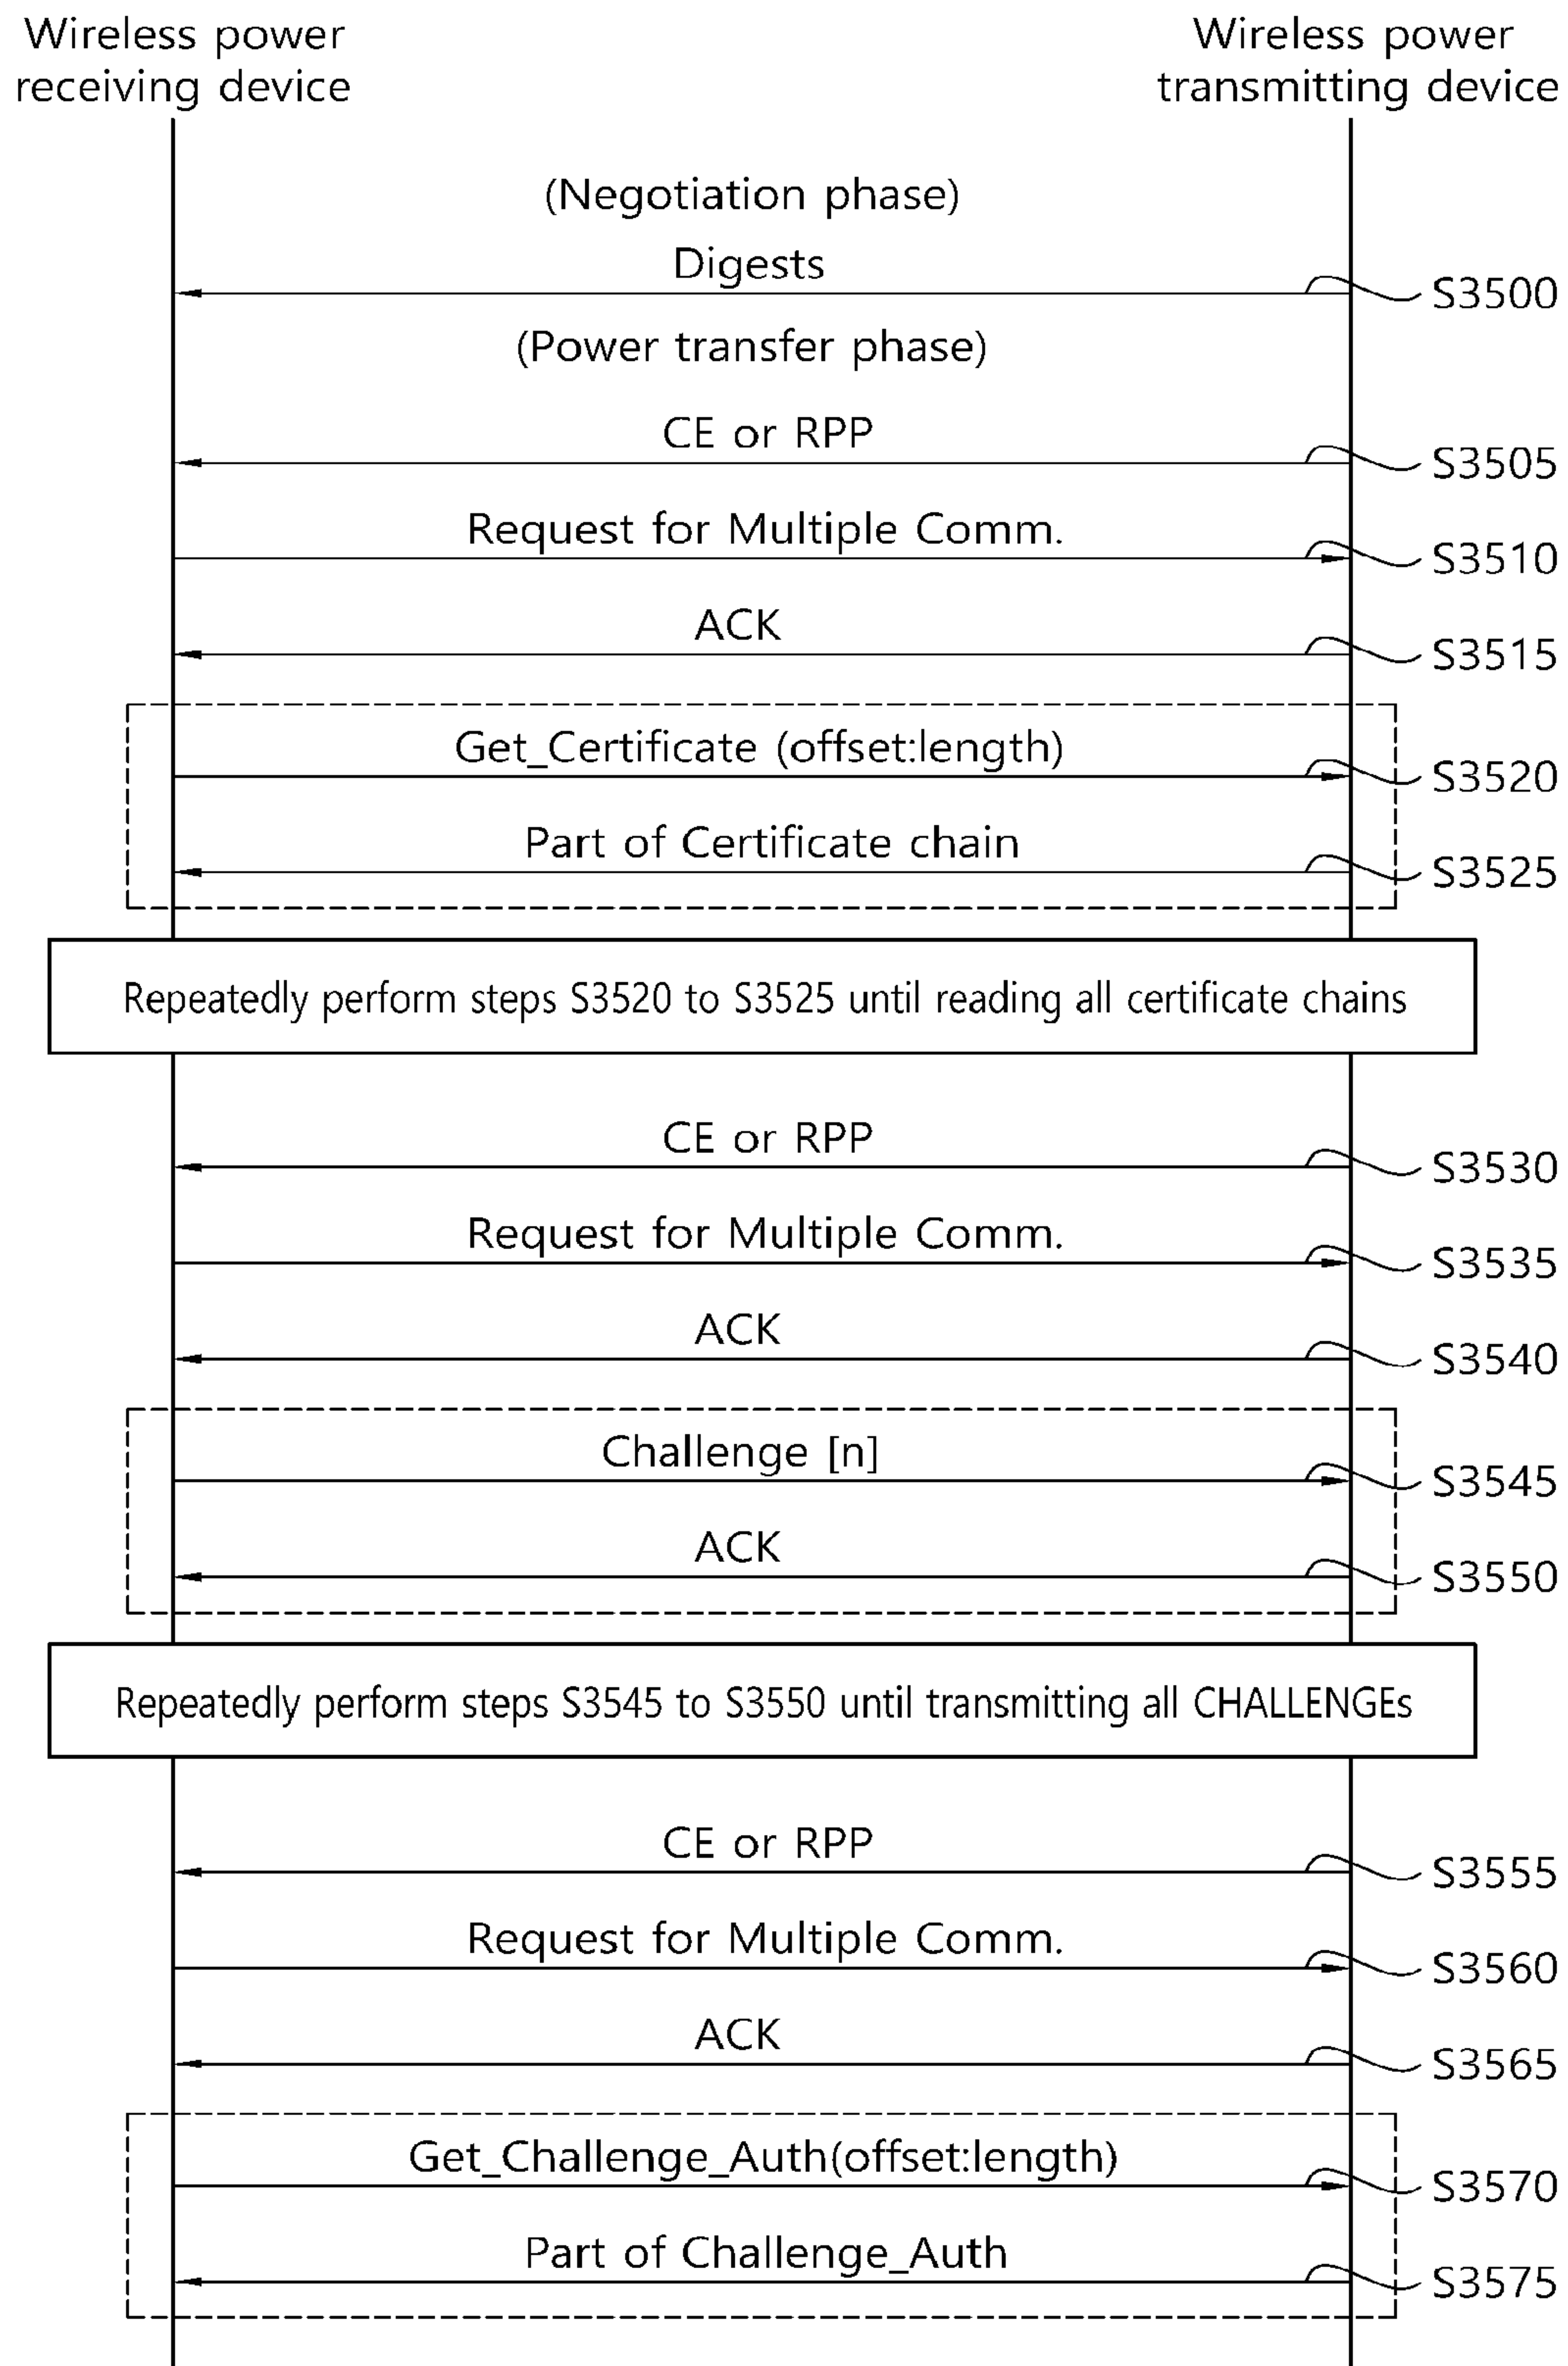 Wireless power
receiving device
Wireless power
transmitting device
(Negotiation phase)
Digests
S3500
(Power transfer phase)
CE or RPP
S3505
Request for Multiple Comm.
S3510
ACK
S3515
Get_Certificate (offset:length)
S3520
Part of Certificate chain
S3525
Repeatedly perform steps S3520 to S3525 until reading all certificate chains
CE or RPP
S3530
Request for Multiple Comm.
S3535
ACK
S3540
Challenge [n]
S3545
ACK
S3550
Repeatedly perform steps S3545 to S3550 until transmitting all CHALLENGEs
CE or RPP
S3555
Request for Multiple Comm.
S3560
ACK
S3565
Get_Challenge_Auth(offset:length)
S3570
Part of Challenge_Auth
S3575